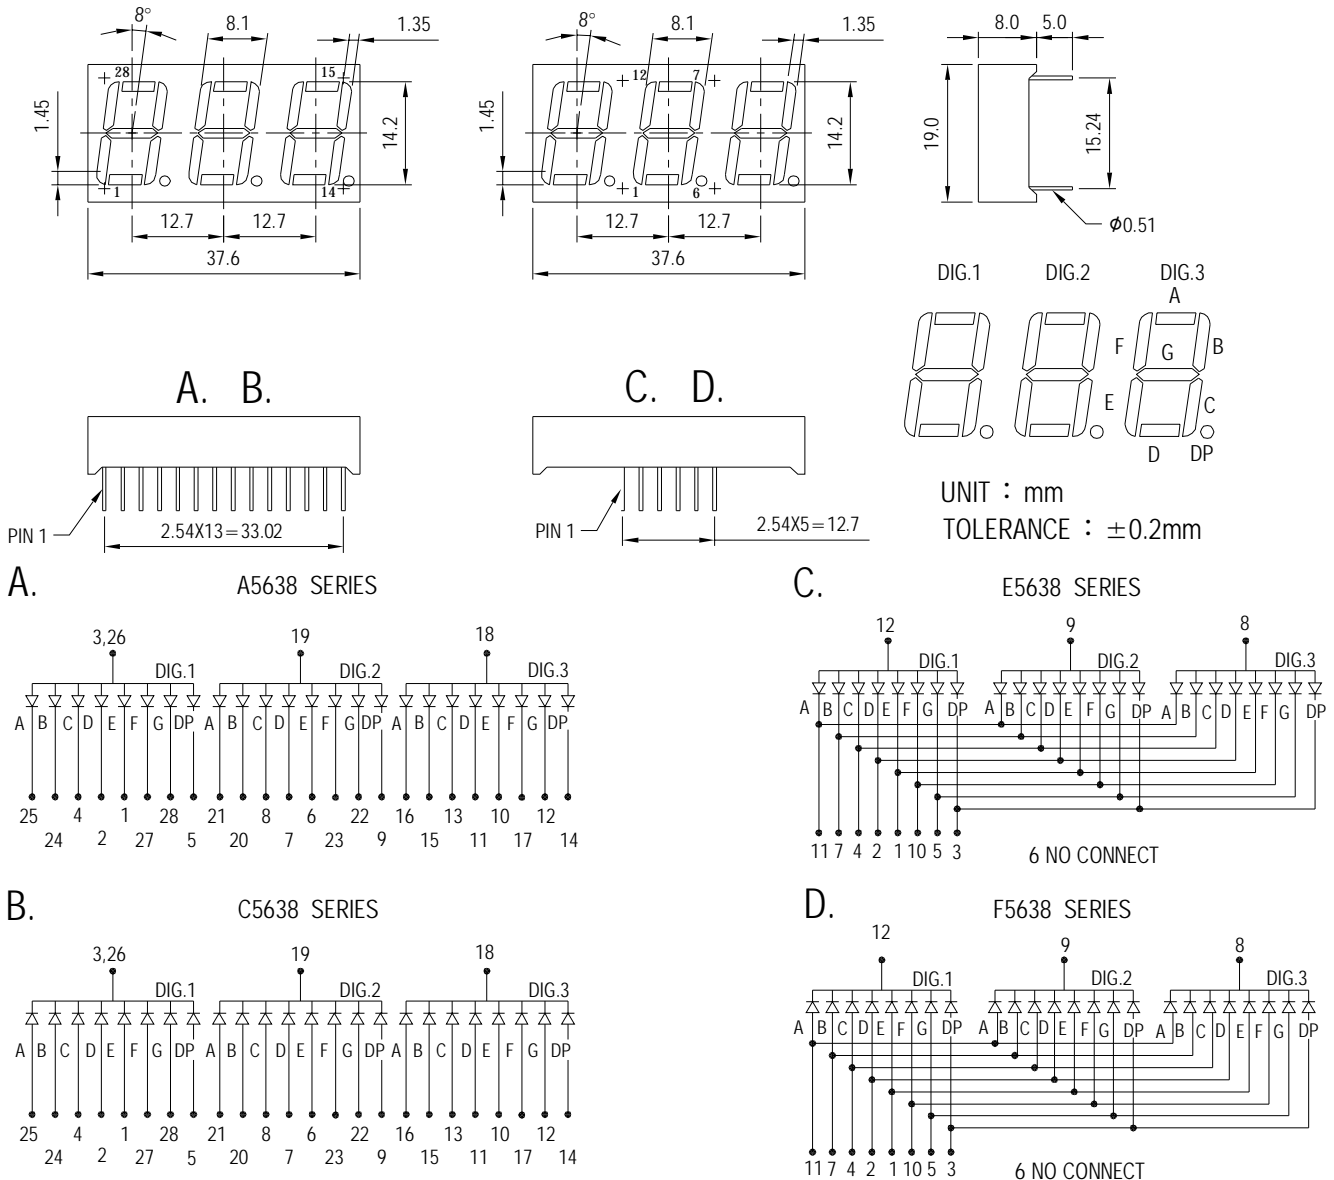 8° 8.1 1.35 8° 8.1 1.35 8.0 5.0
28 15 12 7
1.45 14.2 1.45 14.2 19.0 15.24
1 14 1 6
12.7 12.7 12.7 12.7 ϕ0.51
37.6 37.6
DIG.1 DIG.2 DIG.3
A
F G B
A. B. C. D.
E C
D DP
UNIT : mm
PIN 1 2.54X13=33.02 PIN 1 2.54X5=12.7
TOLERANCE : ±0.2mm
A. A5638 SERIES
3,26 19 18
DIG.1 DIG.2 DIG.3
A B C D E F G DP A B C D E F G DP A B C D E F G DP
25 4 1 28 21 8 6 22 16 13 10 12
24 2 27 5 20 7 23 9 15 11 17 14
C. E5638 SERIES
12 9 8
DIG.1 DIG.2 DIG.3
A B C D E F G DP A B C D E F G DP A B C D E F G DP
11 7 4 2 1 10 5 3 6 NO CONNECT
B. C5638 SERIES
3,26 19 18
DIG.1 DIG.2 DIG.3
A B C D E F G DP A B C D E F G DP A B C D E F G DP
25 4 1 28 21 8 6 22 16 13 10 12
24 2 27 5 20 7 23 9 15 11 17 14
D. F5638 SERIES
12 9 8
DIG.1 DIG.2 DIG.3
A B C D E F G DP A B C D E F G DP A B C D E F G DP
11 7 4 2 1 10 5 3 6 NO CONNECT